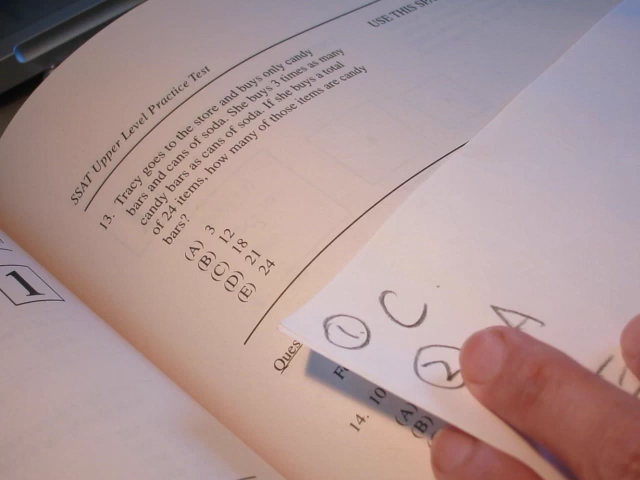 SSAT Upper Level Practice Test
USE THIS
13. Tracy goes to the store and buys only candy
bars and cans of soda. She buys 3 times as many
candy bars as cans of soda. If she buys a total
of 24 items, how many of those items are candy
bars?
(A) 3
(B) 12
(C) 18
(D) 21
(E) 24
Ques
14. 10
(A)
(B)
1
1. C
2. A